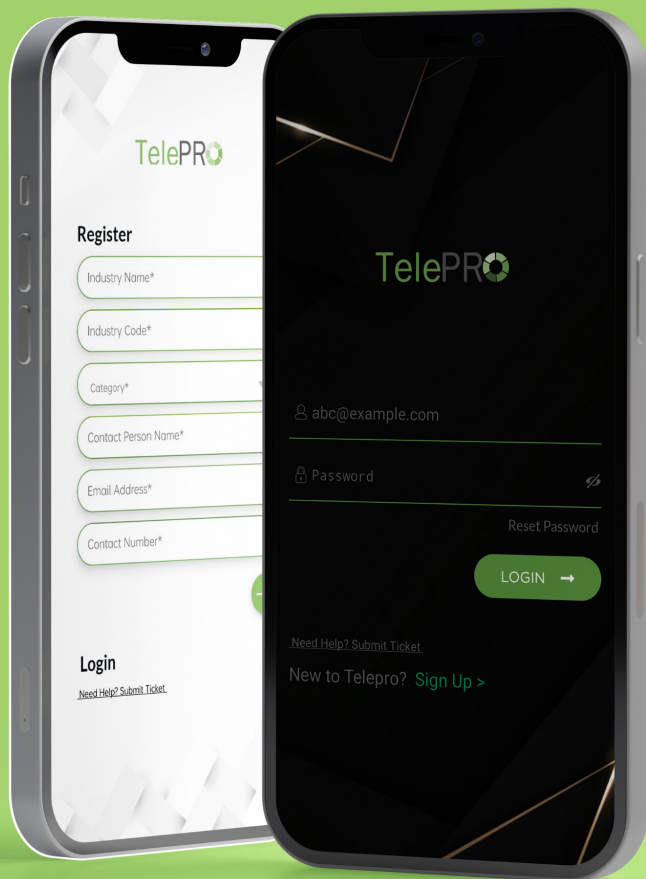 TelePRO
Register
Industry Name*
Industry Code*
Category*
Contact Person Name*
Email Address*
Contact Number*
Login
Need Help? Submit Ticket
TelePRO
abc@example.com
Password
Reset Password
LOGIN →
Need Help? Submit Ticket
New to Telepro? Sign Up >